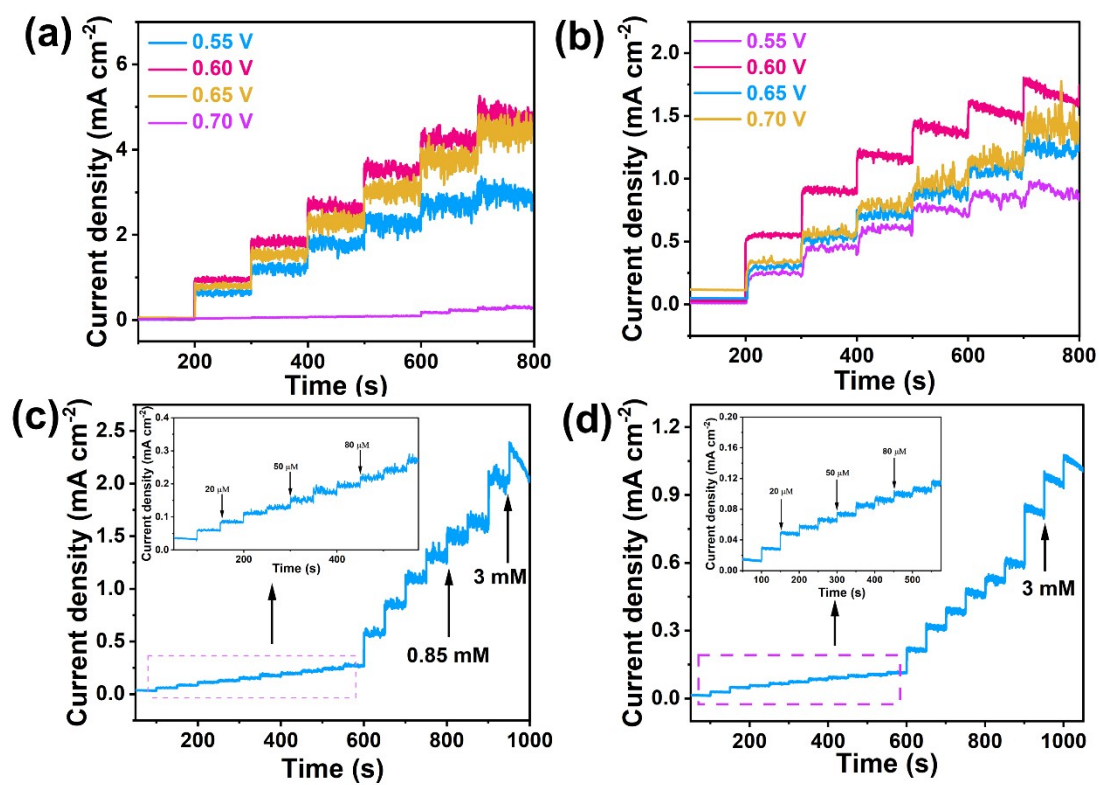 (a)
0.55 V
0.60 V
0.65 V
0.70 V
Current density (mA cm-2)
6
4
2
0
200 400 600 800
Time (s)
(b)
0.55 V
0.60 V
0.65 V
0.70 V
Current density (mA cm-2)
2.0
1.5
1.0
0.5
0.0
200 400 600 800
Time (s)
(c)
Current density (mA cm-2)
2.5
2.0
1.5
1.0
0.5
0.0
200 400 600 800 1000
Time (s)
0.85 mM
3 mM
Current density (mA cm-2)
0.4
0.3
0.2
0.1
0.0
200 400
Time (s)
20 μM
50 μM
80 μM
(d)
Current density (mA cm-2)
1.2
0.9
0.6
0.3
0.0
200 400 600 800 1000
Time (s)
3 mM
Current density (mA cm-2)
0.20
0.16
0.12
0.08
0.04
0.00
100 200 300 400 500
Time (s)
20 μM
50 μM
80 μM